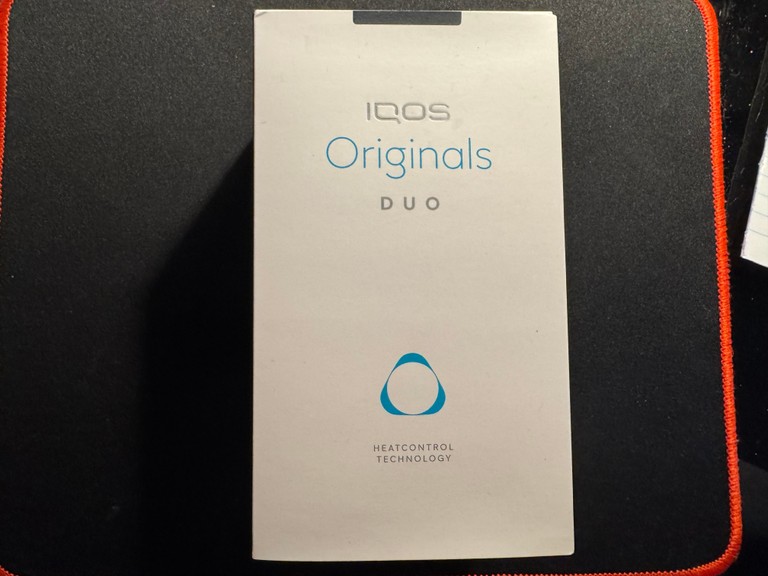 IQOS
Originals
DUO
HEATCONTROL
TECHNOLOGY